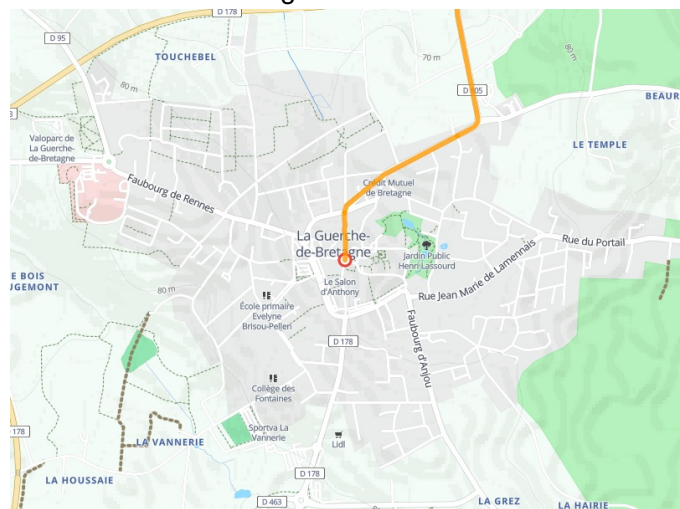 D 178
D 95
TOUCHEBEL
80 m
70 m
80 m
D 105
BEAUR
Valoparc de
La Guerche-
de-Bretagne
LE TEMPLE
Faubourg de Rennes
Crédit Mutuel
de Bretagne
La Guerche-
de-Bretagne
Jardin Public
Henri Lassourd
Rue du Portail
E BOIS
UGEMONT
80 m
Le Salon
d'Anthony
Rue Jean Marie de Lamennais
École primaire
Evelyne
Brisou-Pellen
Faubourg d'Anjou
D 178
Collège des
Fontaines
178
LA VANNERIE
Sportva La
Vannerie
Lidl
LA HOUSSAIE
D 178
D 463
LA GREZ
LA HAIRIE